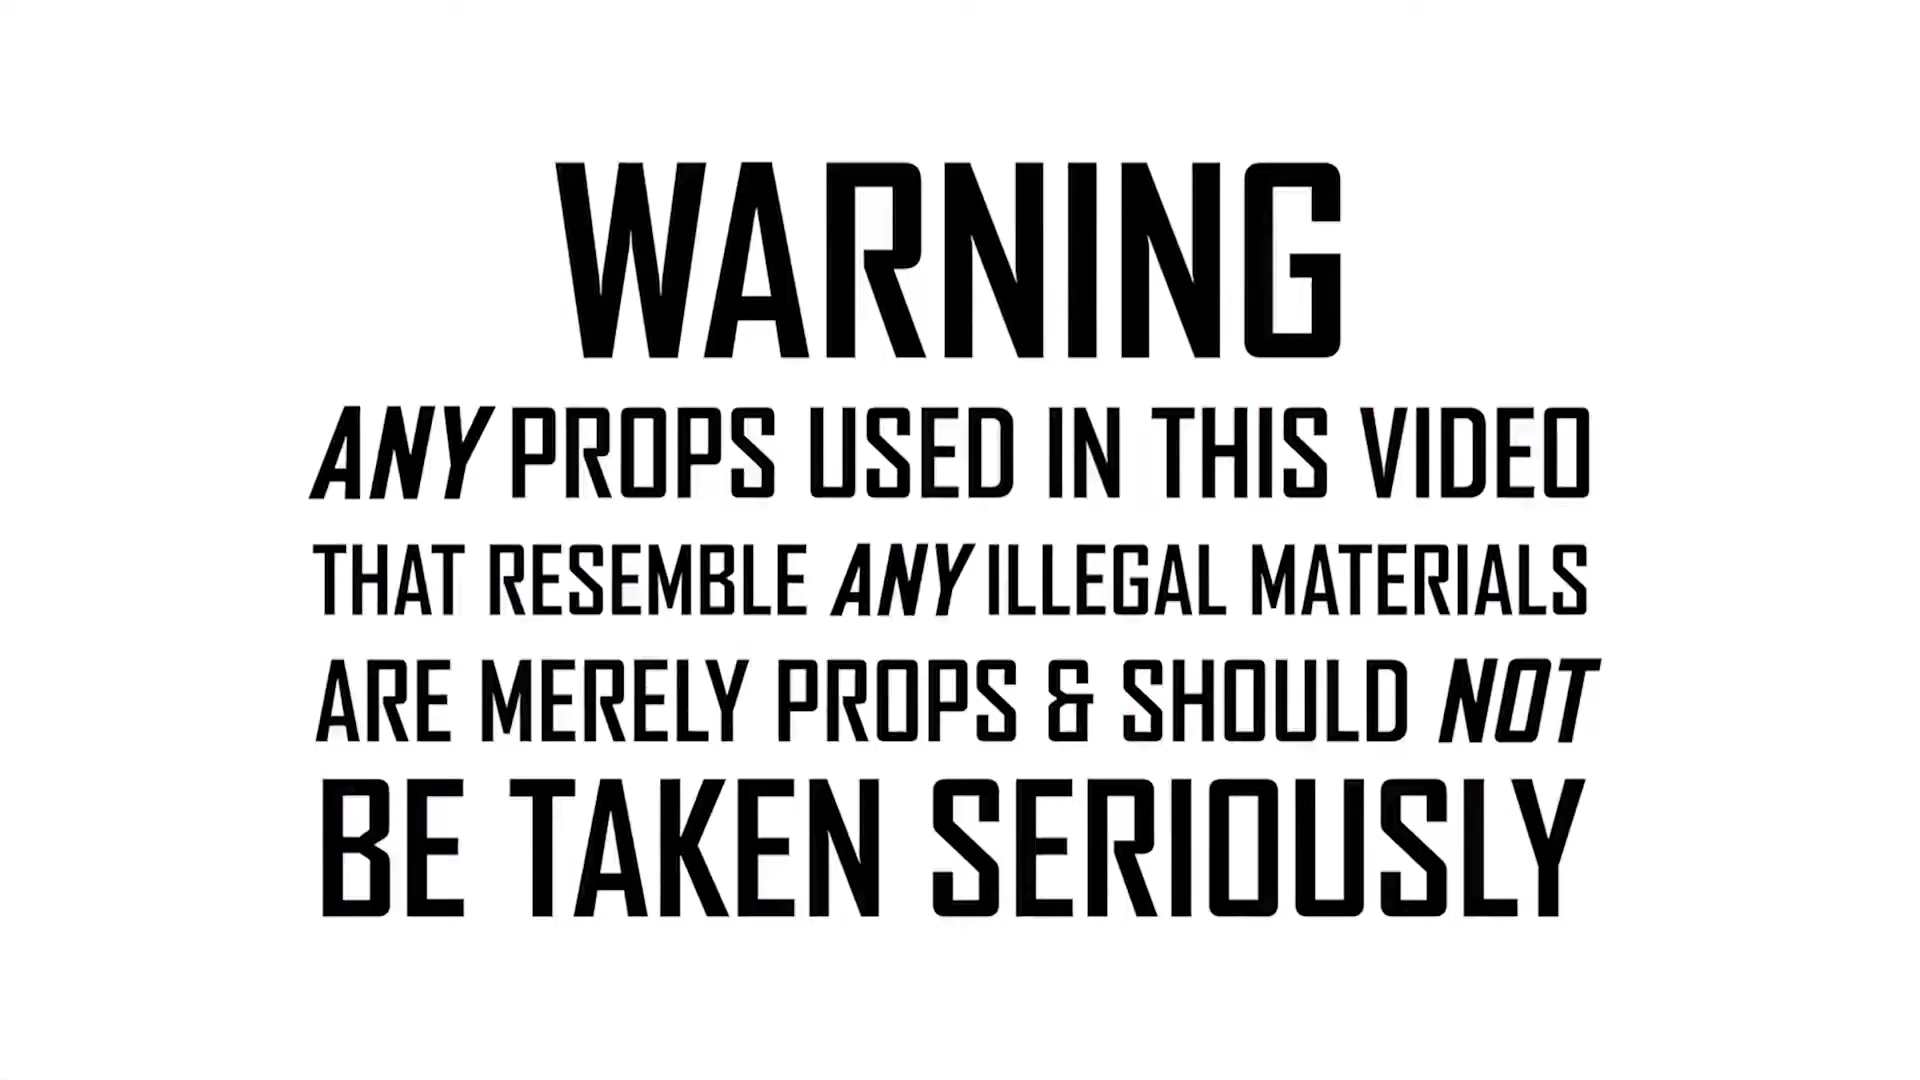 WARNING
ANY PROPS USED IN THIS VIDEO
THAT RESEMBLE ANY ILLEGAL MATERIALS
ARE MERELY PROPS & SHOULD NOT
BE TAKEN SERIOUSLY